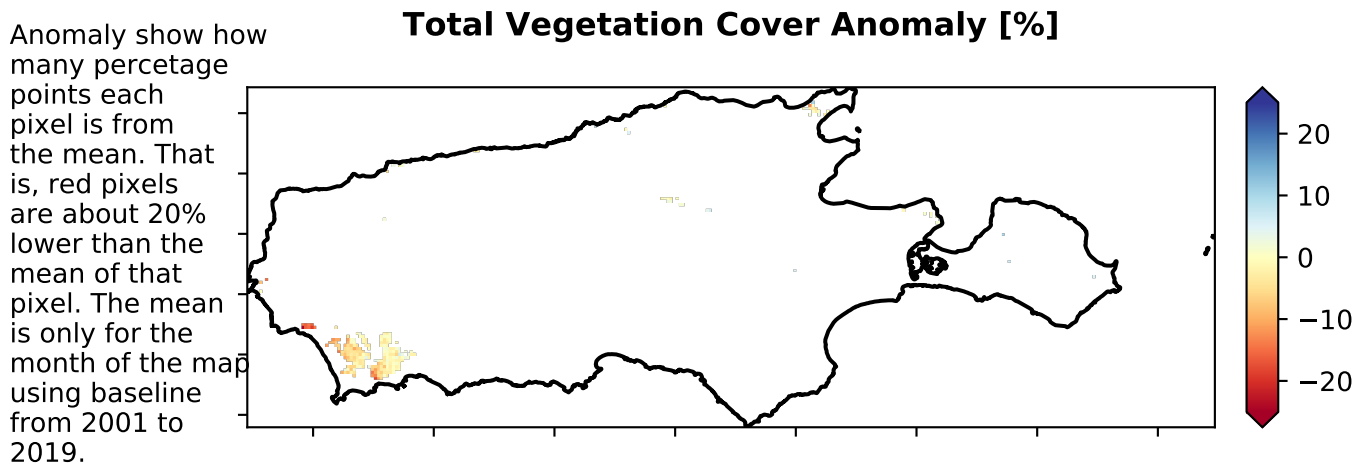 Total Vegetation Cover Anomaly [%]
Anomaly show how
many percetage
points each
pixel is from
the mean. That
is, red pixels
are about 20%
lower than the
mean of that
pixel. The mean
is only for the
month of the map
using baseline
from 2001 to
2019.
20
10
0
−10
−20